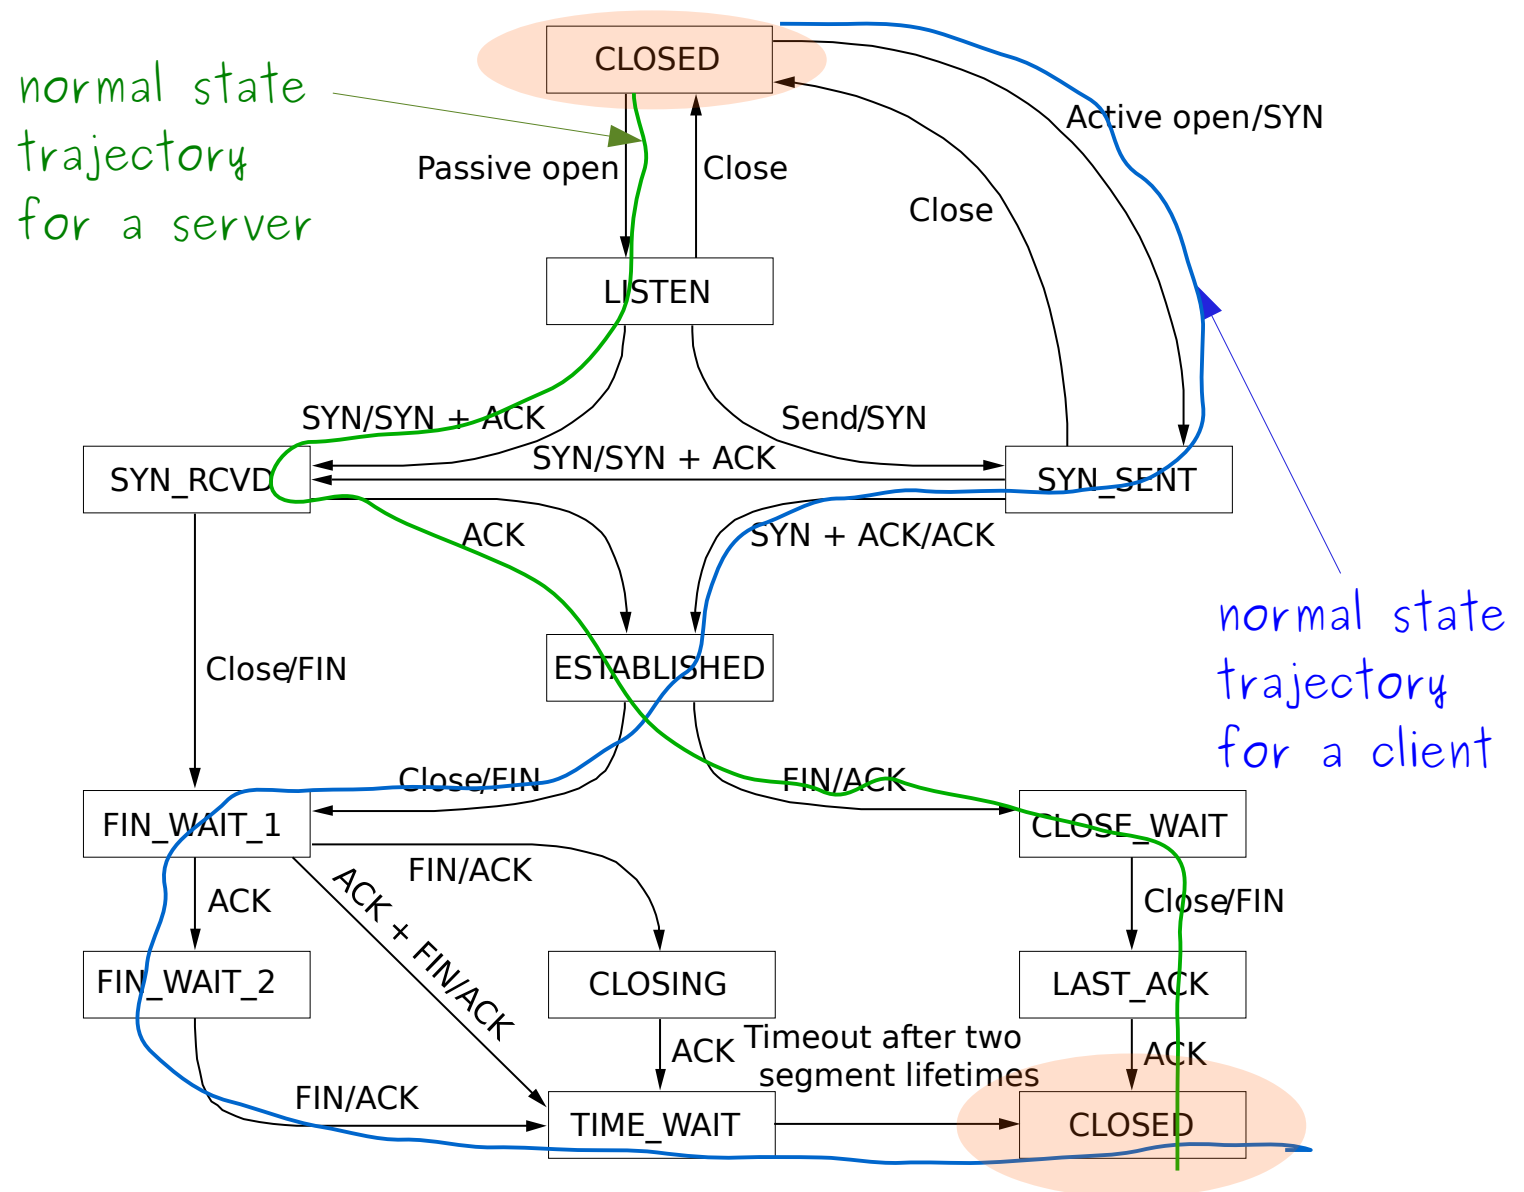 CLOSED
normal state
trajectory
for a server
Active open/SYN
Passive open
Close
Close
LISTEN
SYN/SYN + ACK
Send/SYN
SYN/SYN + ACK
SYN_RCVD
SYN_SENT
ACK
SYN + ACK/ACK
normal state
trajectory
for a client
Close/FIN
ESTABLISHED
Close/FIN
FIN/ACK
FIN_WAIT_1
CLOSE_WAIT
FIN/ACK
ACK
ACK + FIN/ACK
Close/FIN
FIN_WAIT_2
CLOSING
LAST_ACK
ACK
Timeout after two
segment lifetimes
ACK
FIN/ACK
TIME_WAIT
CLOSED